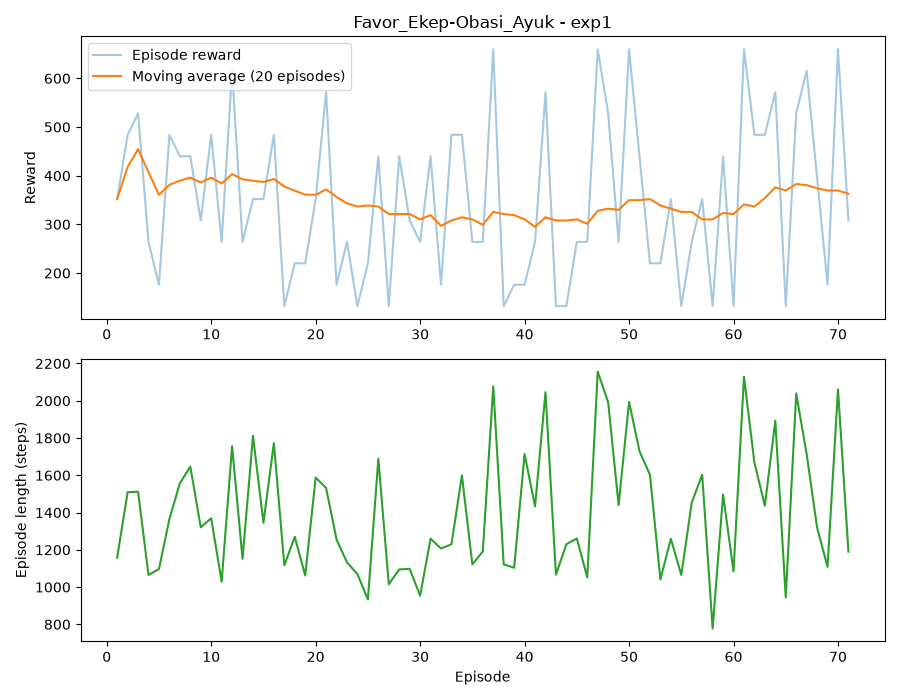 Favor_Ekep-Obasi_Ayuk - exp1
Episode reward
Moving average (20 episodes)
Reward
600
500
400
300
200
0 10 20 30 40 50 60 70
Episode length (steps)
2200
2000
1800
1600
1400
1200
1000
800
0 10 20 30 40 50 60 70
Episode